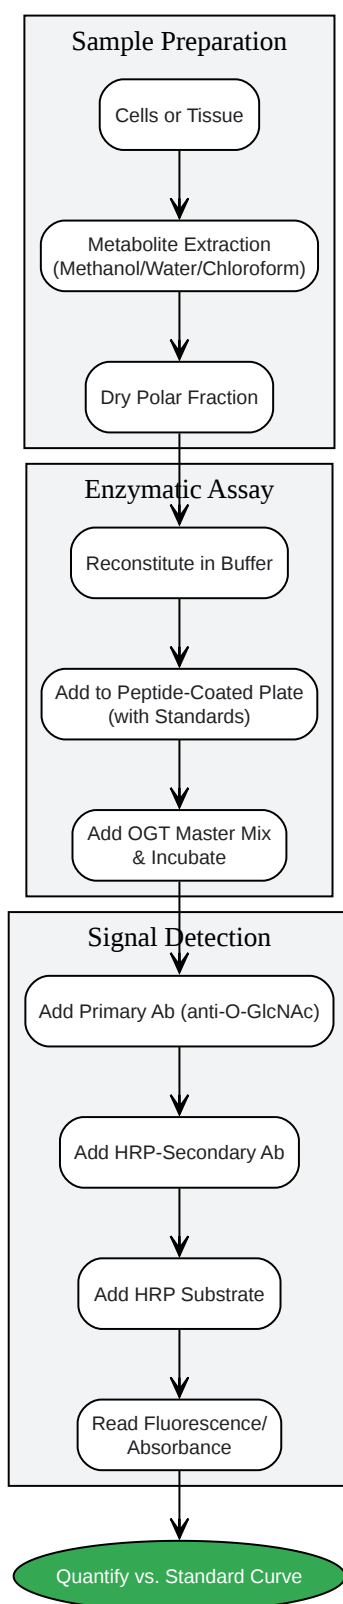 Sample Preparation
Cells or Tissue
Metabolite Extraction
(Methanol/Water/Chloroform)
Dry Polar Fraction
Enzymatic Assay
Reconstitute in Buffer
Add to Peptide-Coated Plate
(with Standards)
Add OGT Master Mix
& Incubate
Signal Detection
Add Primary Ab (anti-O-GlcNAc)
Add HRP-Secondary Ab
Add HRP Substrate
Read Fluorescence/
Absorbance
Quantify vs. Standard Curve